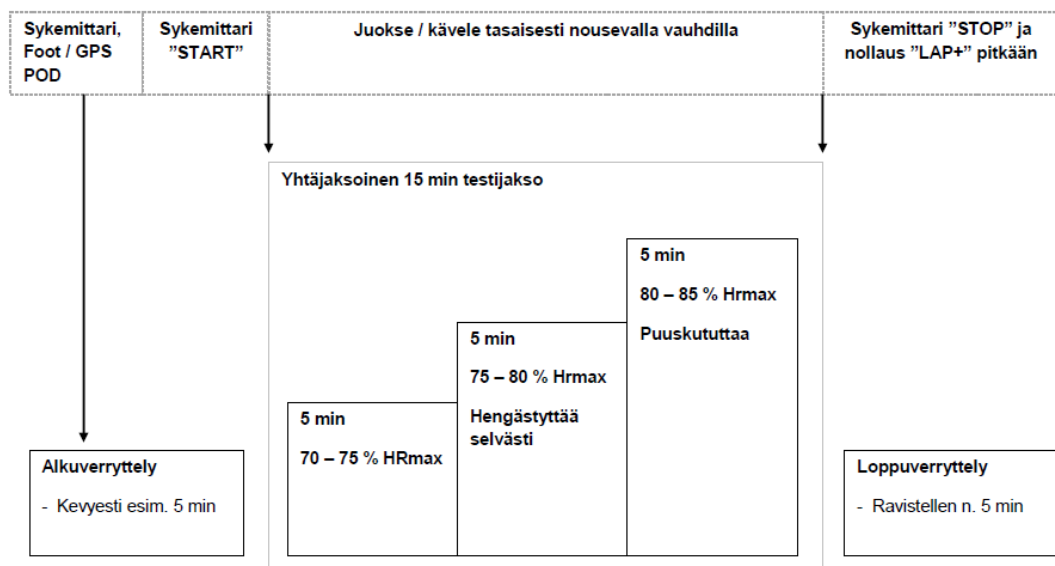 Sykemittari,
Foot / GPS
POD
Sykemittari
”START”
Juokse / kävele tasaisesti nousevalla vauhdilla
Sykemittari ”STOP” ja
nollaus ”LAP+” pitkään
Yhtäjaksoinen 15 min testijakso
5 min
70 – 75 % HRmax
5 min
75 – 80 % Hrmax
Hengästyttää
selvästi
5 min
80 – 85 % Hrmax
Puuskututtaa
Alkuverryttely
- Kevyesti esim. 5 min
Loppuverryttely
- Ravistellen n. 5 min